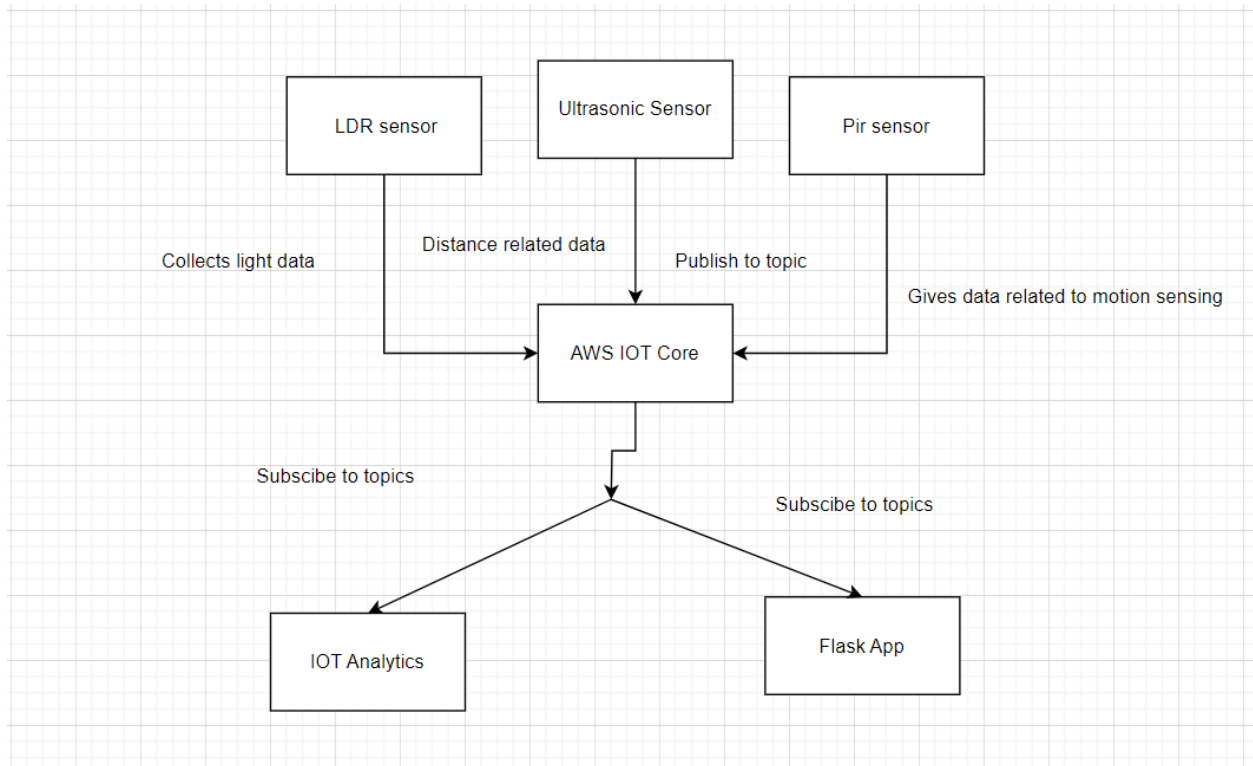 LDR sensor
Ultrasonic Sensor
Pir sensor
Collects light data
Distance related data
Publish to topic
Gives data related to motion sensing
AWS IOT Core
Subscibe to topics
Subscibe to topics
IOT Analytics
Flask App